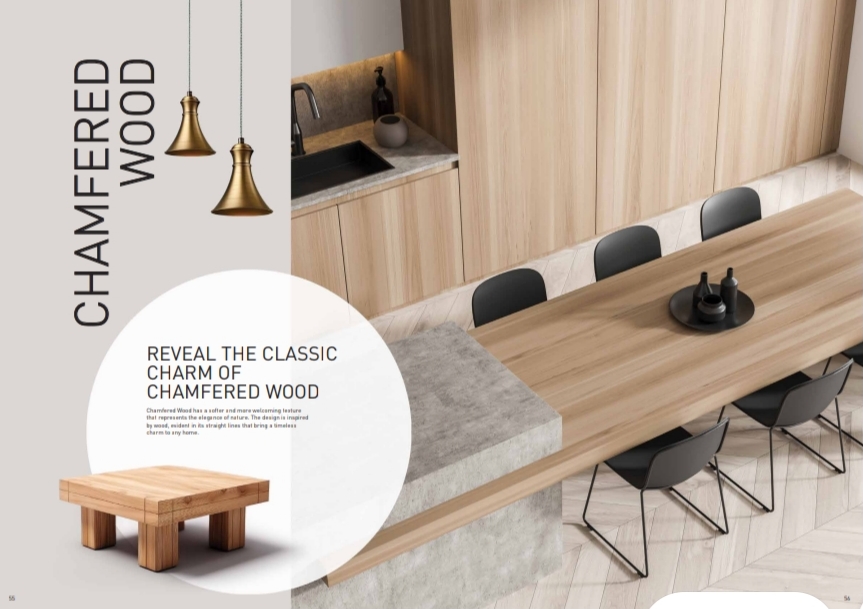 CHAMFERED
WOOD
REVEAL THE CLASSIC
CHARM OF
CHAMFERED WOOD
Chamfered Wood has a softer and more welcoming texture
that represents the elegance of nature. The design is inspired
by wood, evident in its straight lines that bring a timeless
charm to any home.
55
56